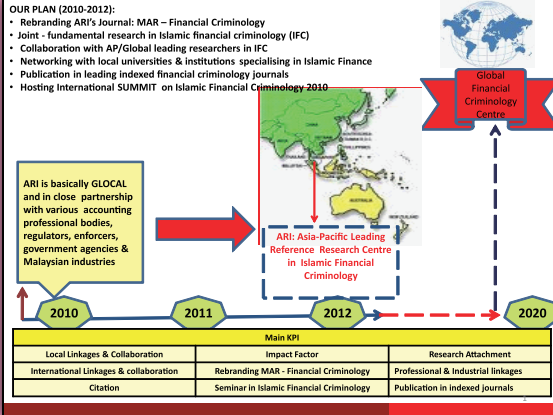 OUR PLAN (2010-2012):
• Rebranding ARI's Journal: MAR – Financial Criminology
• Joint - fundamental research in Islamic financial criminology (IFC)
• Collaboration with AP/Global leading researchers in IFC
• Networking with local universities & institutions specialising in Islamic Finance
• Publication in leading indexed financial criminology journals
• Hosting International SUMMIT on Islamic Financial Criminology 2010
Global
Financial
Criminology
Centre
ARI is basically GLOCAL
and in close partnership
with various accounting
professional bodies,
regulators, enforcers,
government agencies &
Malaysian industries
CHINA
THAILAND
PHILIPPINES
AUSTRALIA
NEW ZEALAND
ARI: Asia-Pacific Leading
Reference Research Centre
in Islamic Financial
Criminology
2010
2011
2012
2020
Main KPI
Local Linkages & Collaboration
Impact Factor
Research Attachment
International Linkages & collaboration
Rebranding MAR - Financial Criminology
Professional & Industrial linkages
Citation
Seminar in Islamic Financial Criminology
Publication in indexed journals